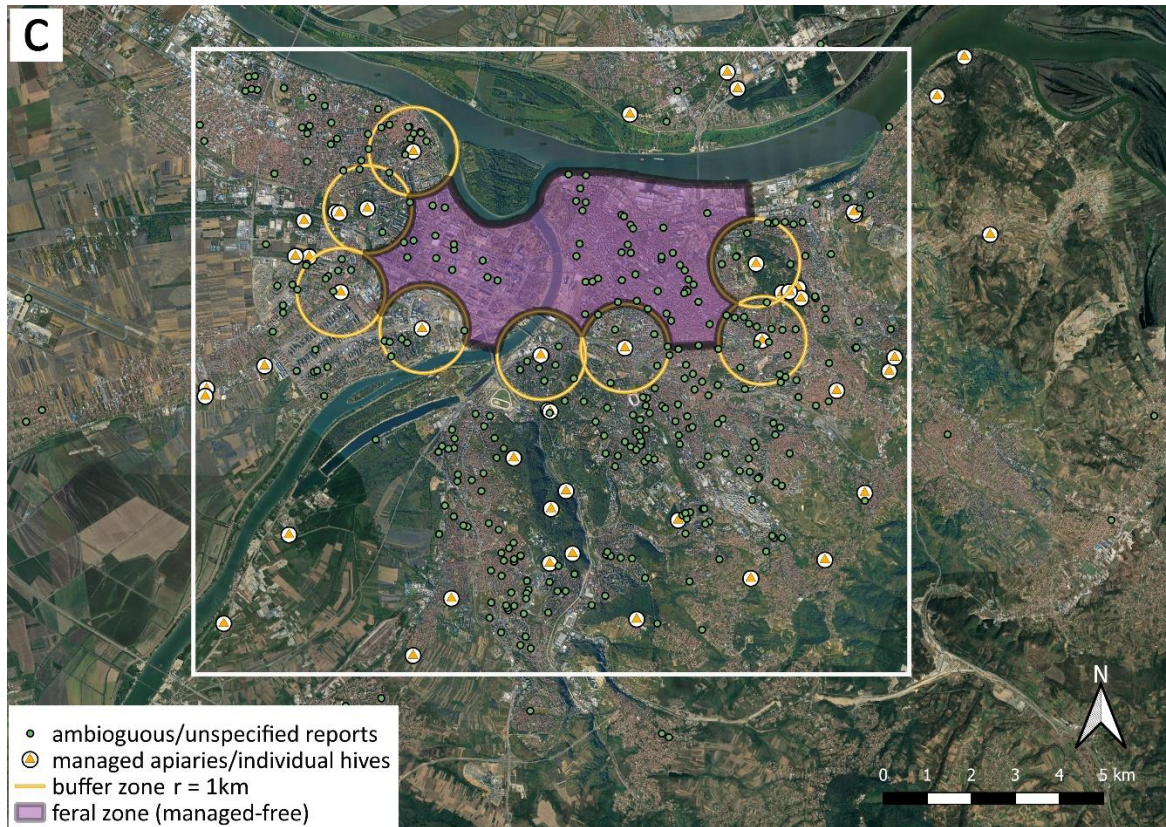 C
N
0 1 2 3 4 5 km
ambioguous/unspecified reports
managed apiaries/individual hives
buffer zone r = 1km
feral zone (managed-free)